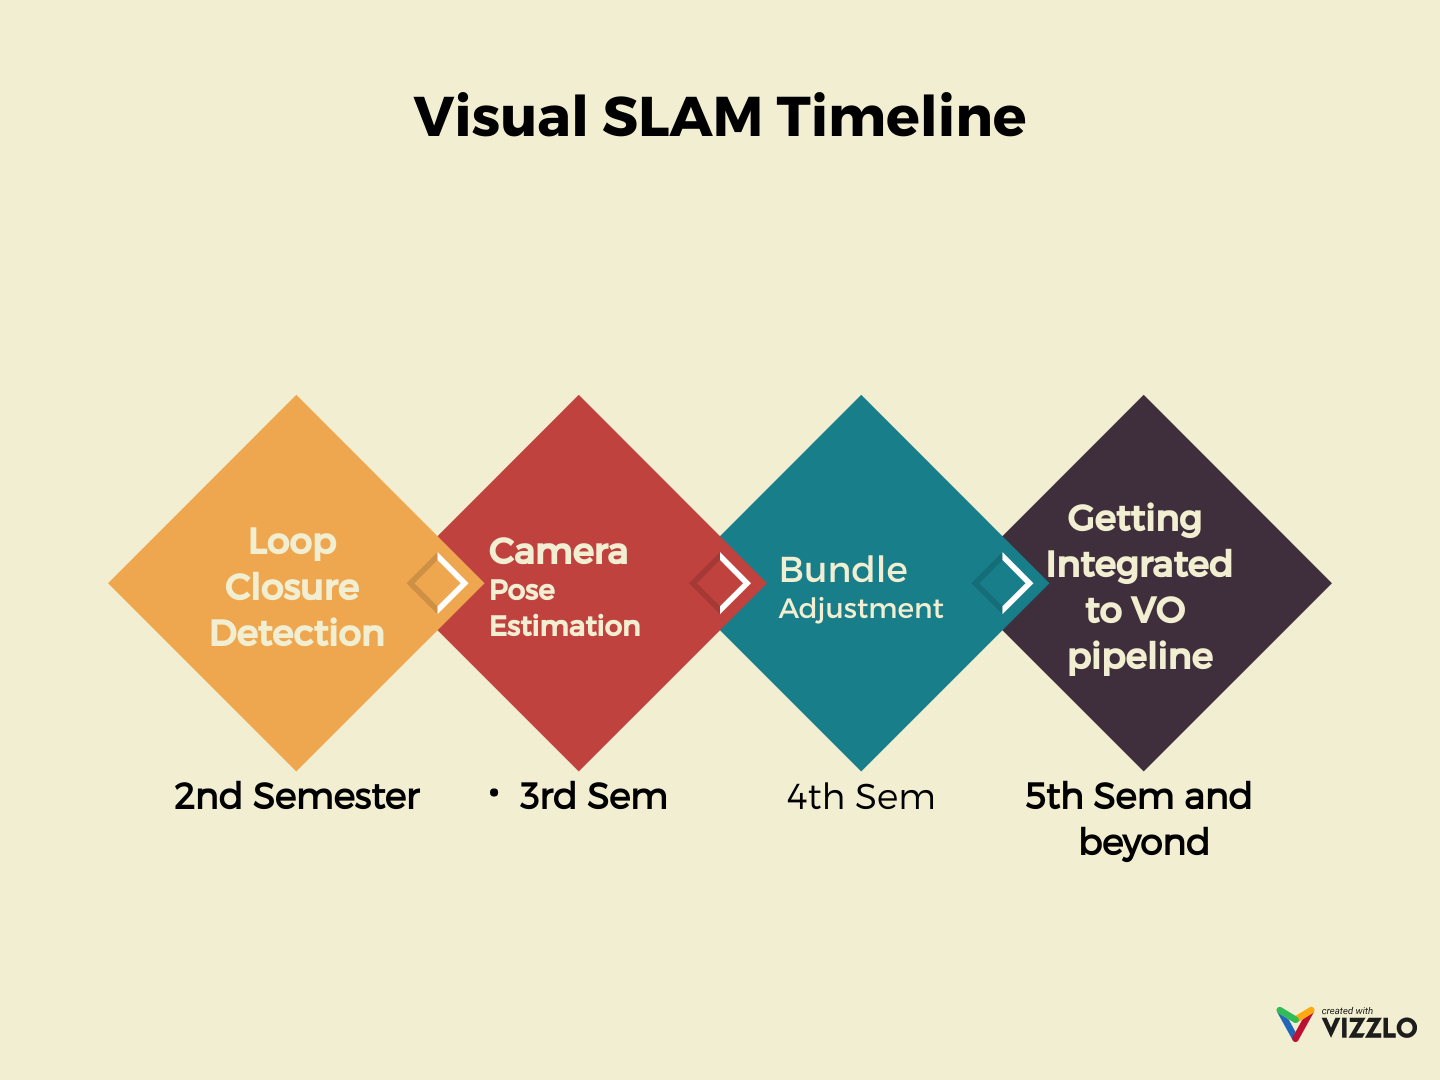 Visual SLAM Timeline
Loop
Closure
Detection
Camera
Pose
Estimation
Bundle
Adjustment
Getting
Integrated
to VO
pipeline
2nd Semester
• 3rd Sem
4th Sem
5th Sem and
beyond
created with
VIZZLO